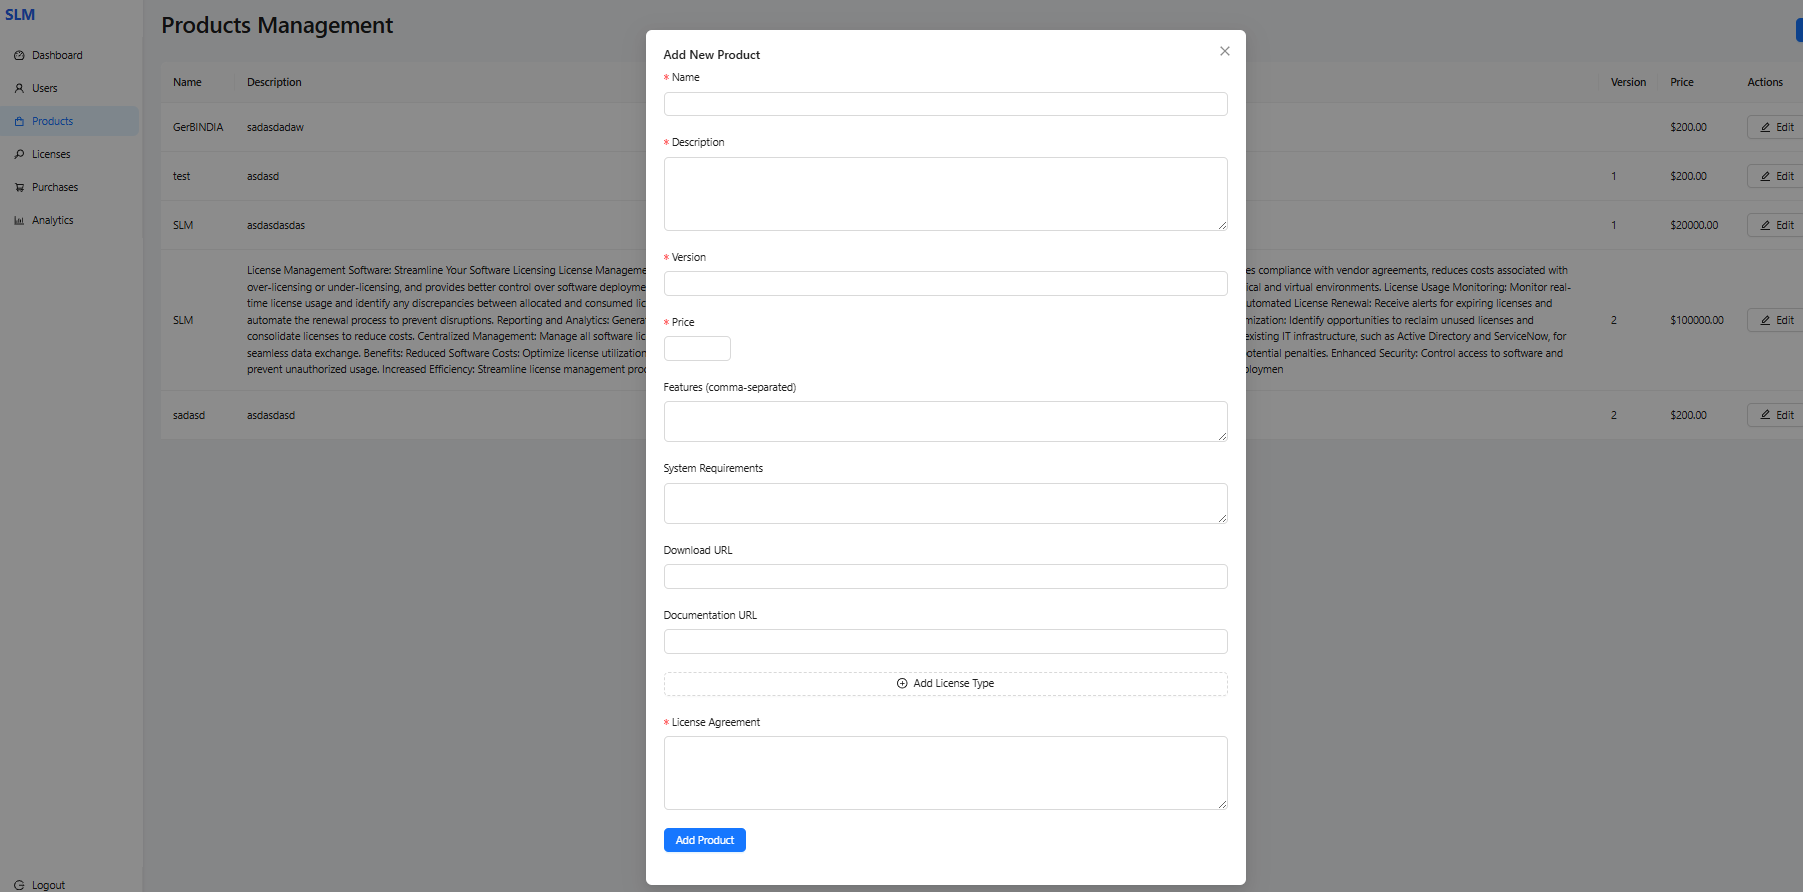 SLM
Dashboard
Users
Products
Licenses
Purchases
Analytics
Logout
Products Management
Name Description Version Price Actions
GerBINDIA sadasdadaw $200.00 Edit
test asdasd 1 $200.00 Edit
SLM asdasdasdas 1 $20000.00 Edit
License Management Software: Streamline Your Software Licensing License Manageme es compliance with vendor agreements, reduces costs associated with
over-licensing or under-licensing, and provides better control over software deployme ical and virtual environments. License Usage Monitoring: Monitor real-
time license usage and identify any discrepancies between allocated and consumed lic utomated License Renewal: Receive alerts for expiring licenses and
SLM automate the renewal process to prevent disruptions. Reporting and Analytics: Genera mization: Identify opportunities to reclaim unused licenses and 2 $100000.00 Edit
consolidate licenses to reduce costs. Centralized Management: Manage all software lic existing IT infrastructure, such as Active Directory and ServiceNow, for
seamless data exchange. Benefits: Reduced Software Costs: Optimize license utilization otential penalties. Enhanced Security: Control access to software and
prevent unauthorized usage. Increased Efficiency: Streamline license management proc ploymen
sadasd asdasdasd 2 $200.00 Edit
Add New Product
* Name
* Description
* Version
* Price
Features (comma-separated)
System Requirements
Download URL
Documentation URL
Add License Type
* License Agreement
Add Product